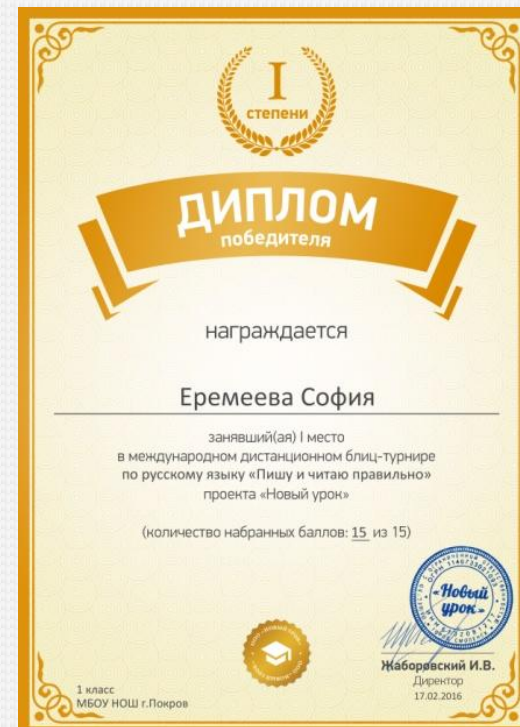 I
степени
ДИПЛОМ
победителя
награждается
Еремеева София
занявший(ая) I место
в международном дистанционном блиц-турнире
по русскому языку «Пишу и читаю правильно»
проекта «Новый урок»
(количество набранных баллов: 15 из 15)
«Новый
урок»
Жаборовский И.В.
Директор
17.02.2016
1 класс
МБОУ НОШ г.Покров